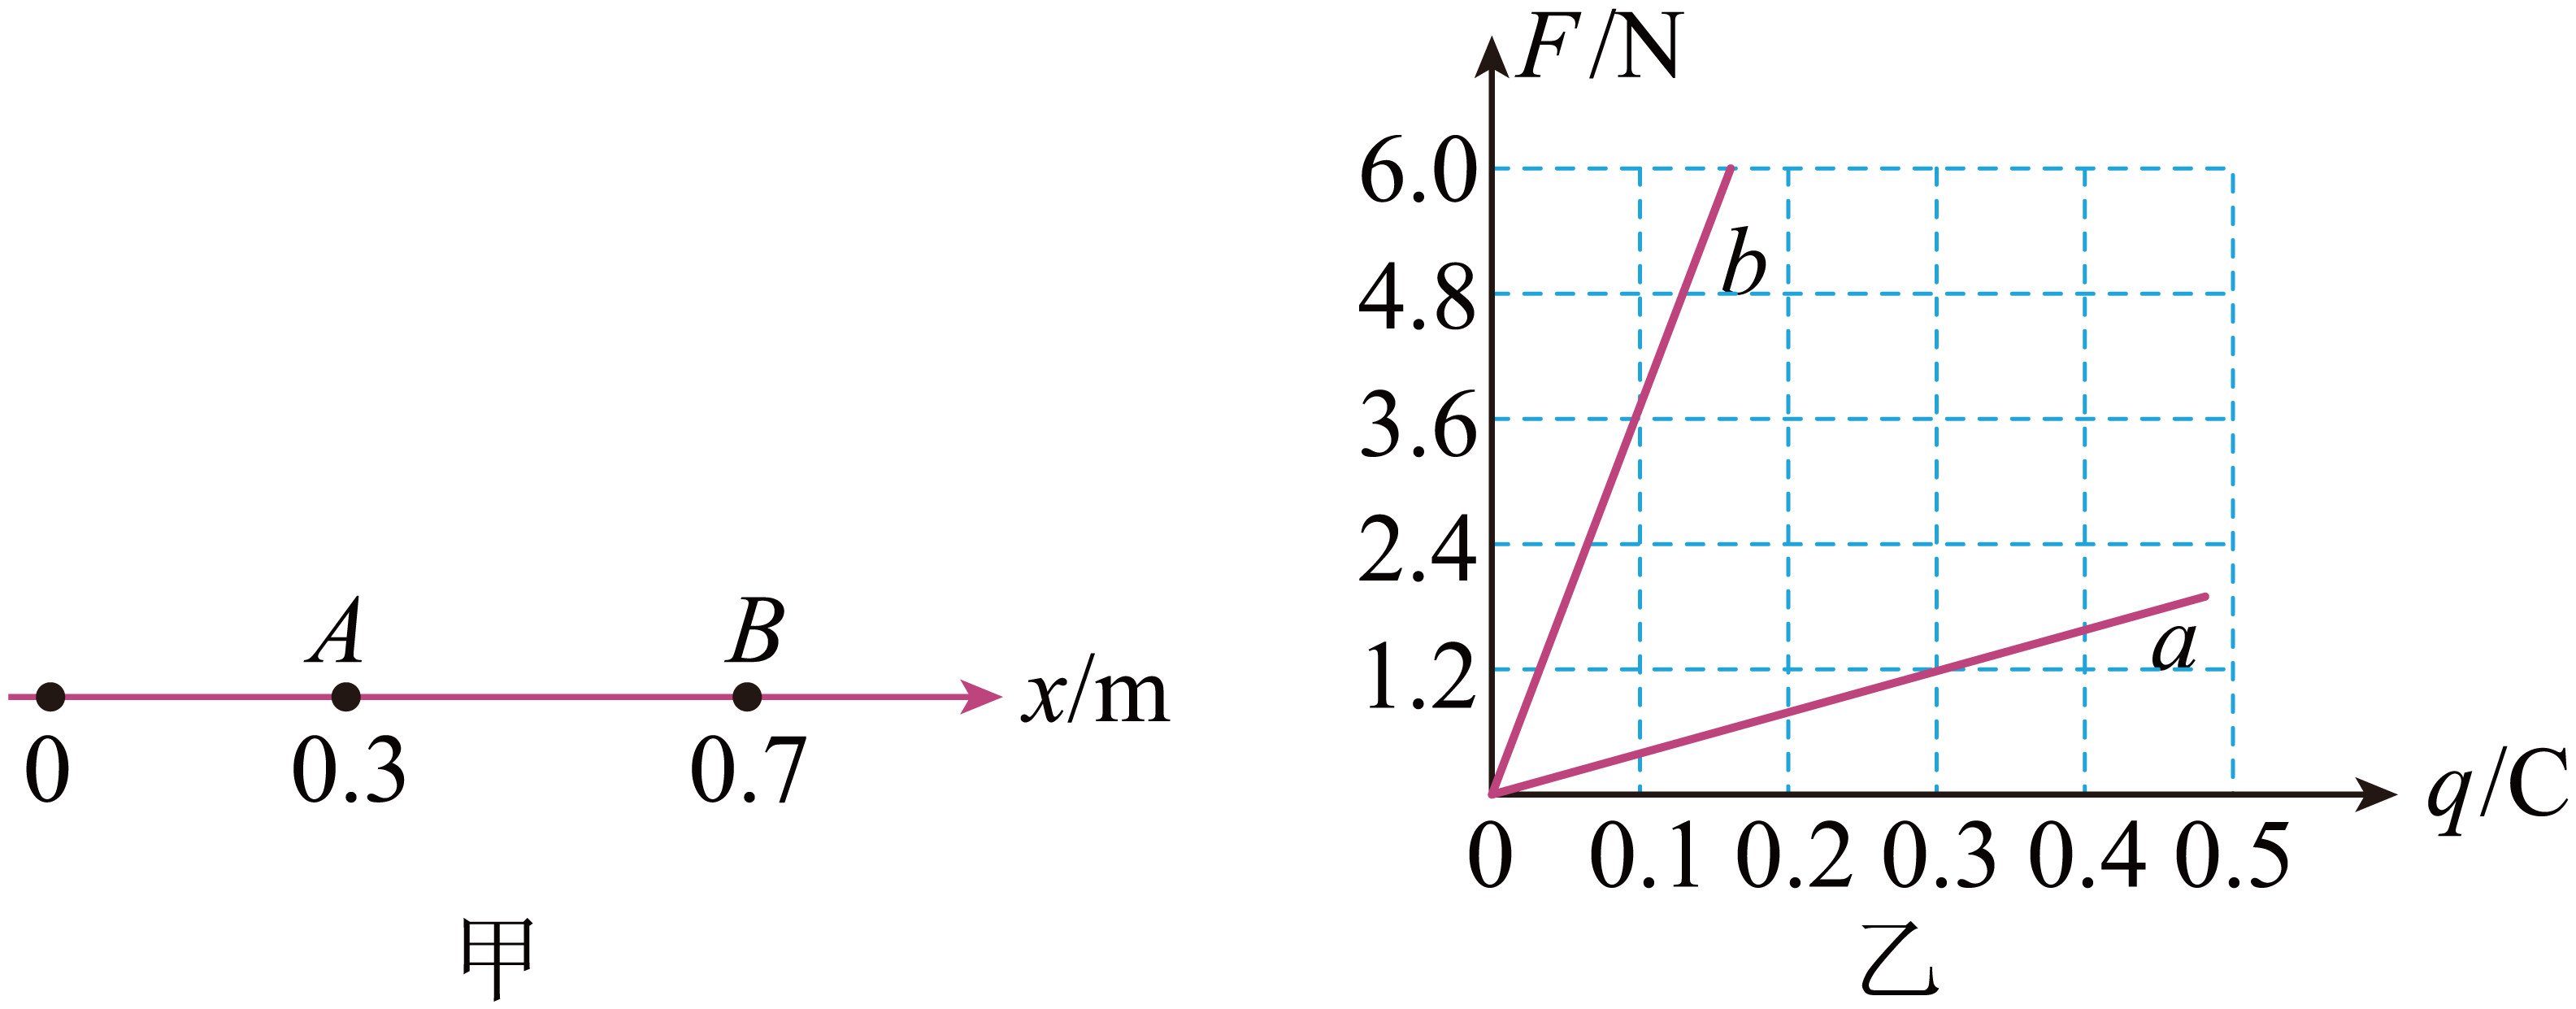 A B
x/m
0 0.3 0.7
甲
F/N
6.0
4.8
3.6
2.4
1.2
b
a
q/C
0 0.1 0.2 0.3 0.4 0.5
乙